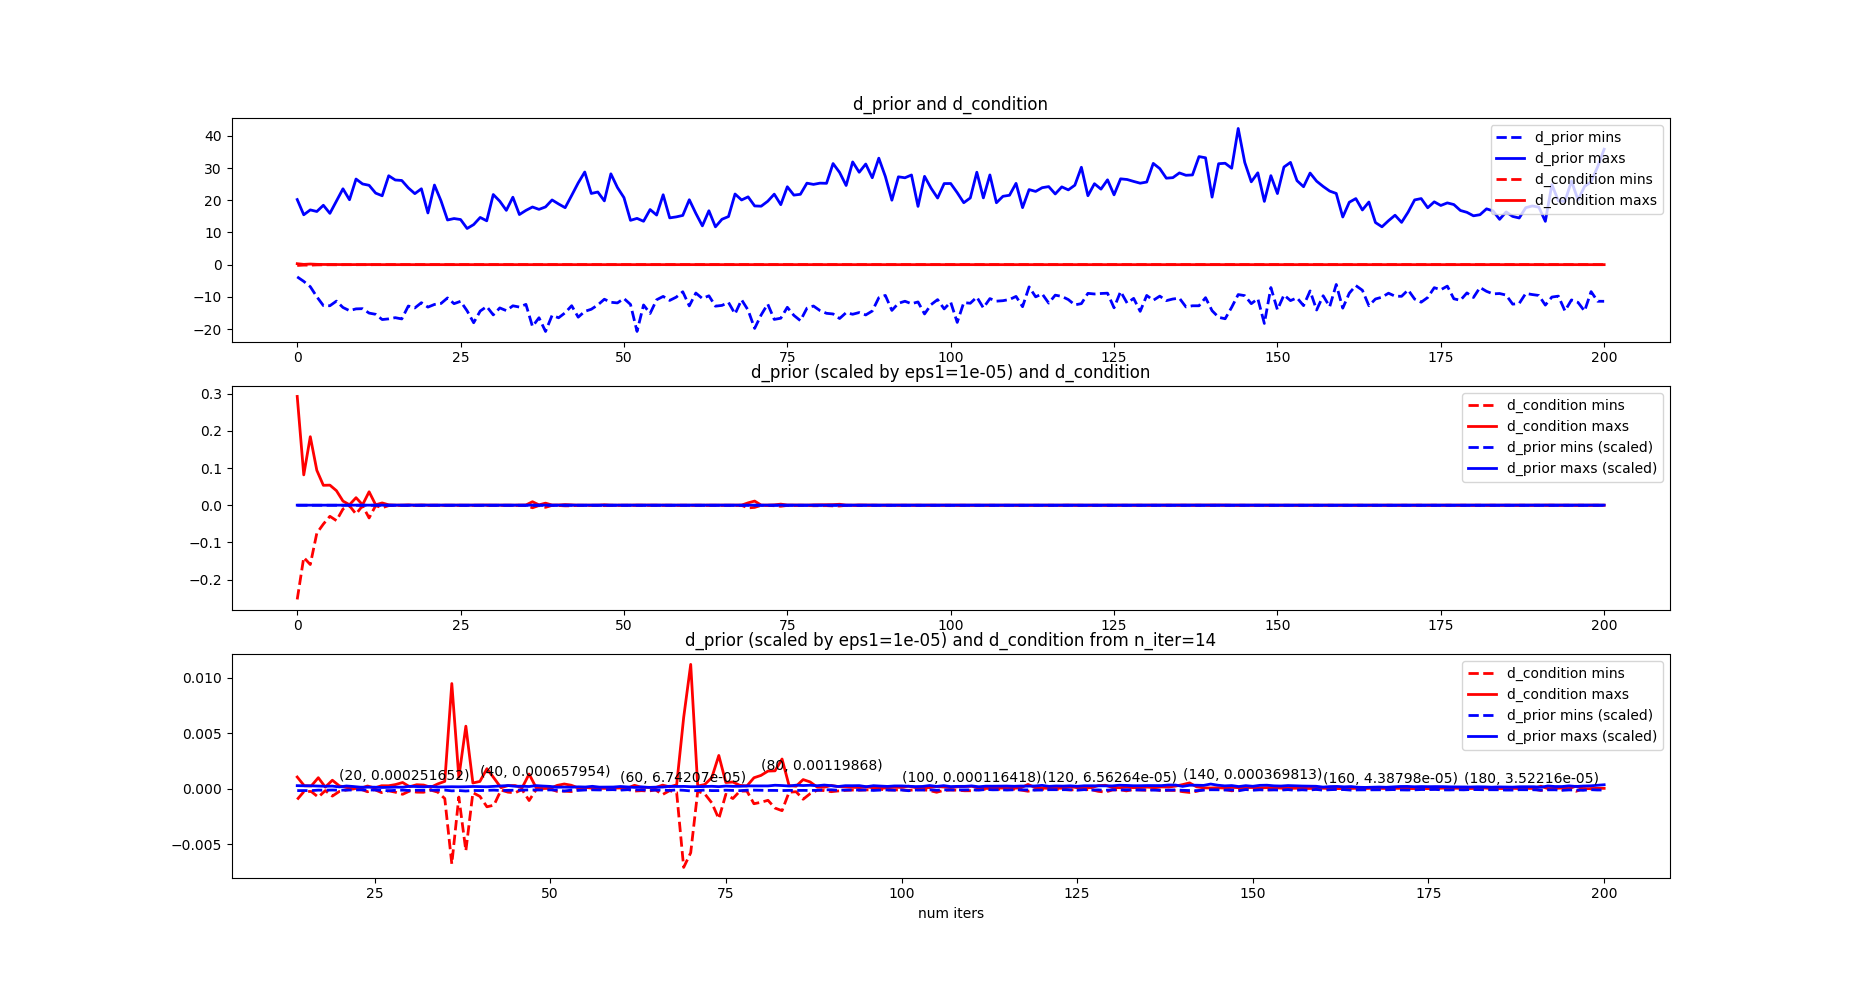 d_prior and d_condition
40
30
20
10
0
−10
−20
d_prior mins
d_prior maxs
d_condition mins
d_condition maxs
0 25 50 75 100 125 150 175 200
d_prior (scaled by eps1=1e-05) and d_condition
0.3
0.2
0.1
0.0
−0.1
−0.2
d_condition mins
d_condition maxs
d_prior mins (scaled)
d_prior maxs (scaled)
0 25 50 75 100 125 150 175 200
d_prior (scaled by eps1=1e-05) and d_condition from n_iter=14
0.010
0.005
0.000
−0.005
d_condition mins
d_condition maxs
d_prior mins (scaled)
d_prior maxs (scaled)
(20, 0.000251652)
(40, 0.000657954)
(60, 6.74207e-05)
(80, 0.00119868)
(100, 0.000116418)
(120, 6.56264e-05)
(140, 0.000369813)
(160, 4.38798e-05)
(180, 3.52216e-05)
25 50 75 100 125 150 175 200
num iters